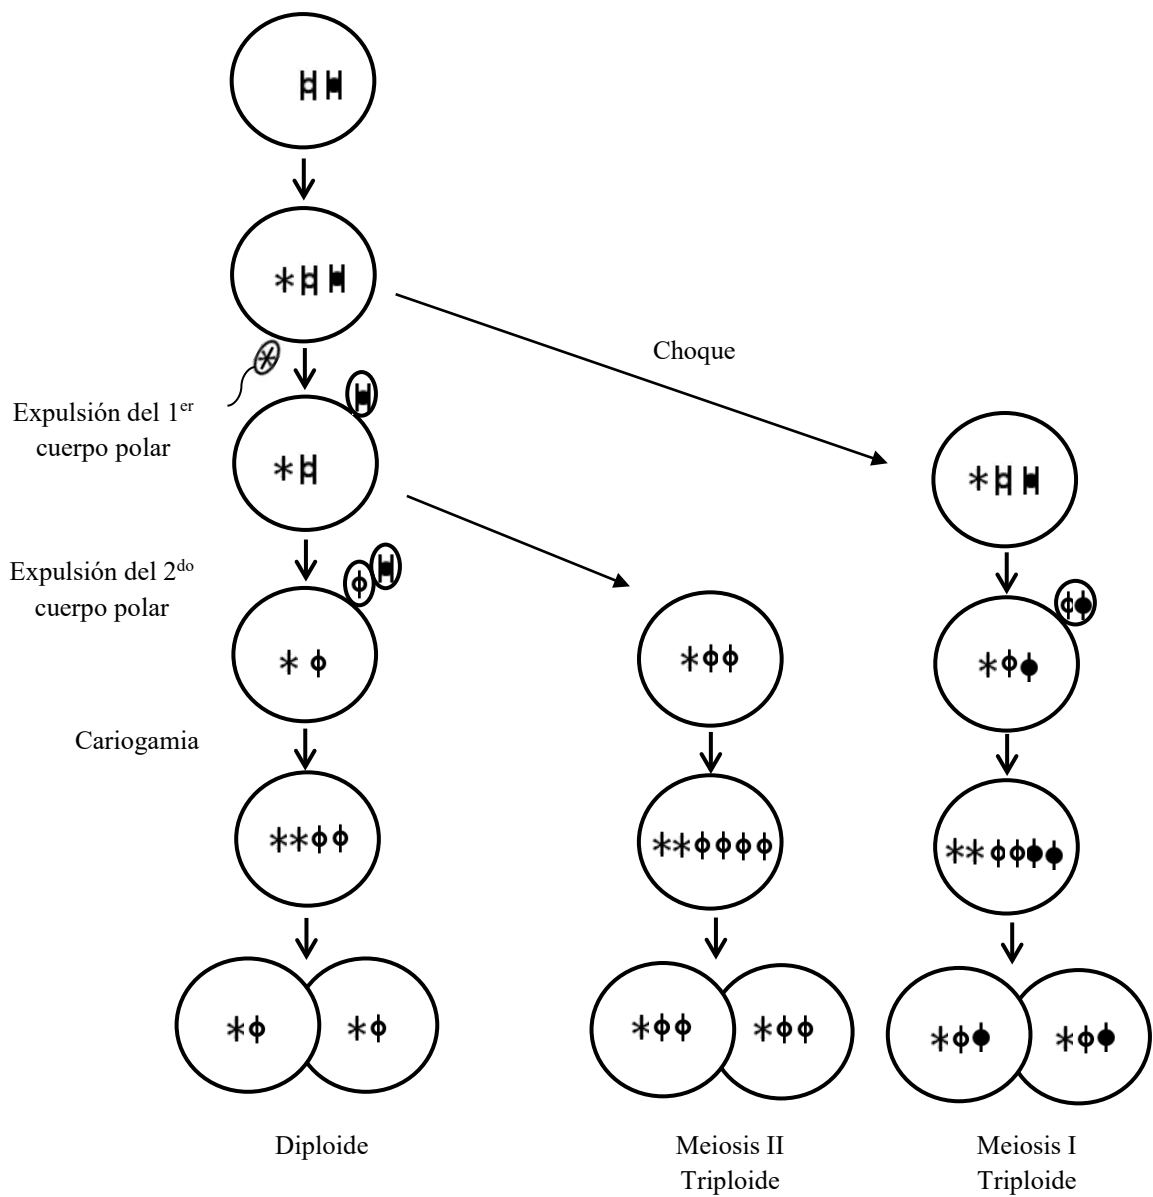 Choque
Expulsión del 1er
cuerpo polar
Expulsión del 2do
cuerpo polar
Cariogamia
Diploide
Meiosis II
Triploide
Meiosis I
Triploide